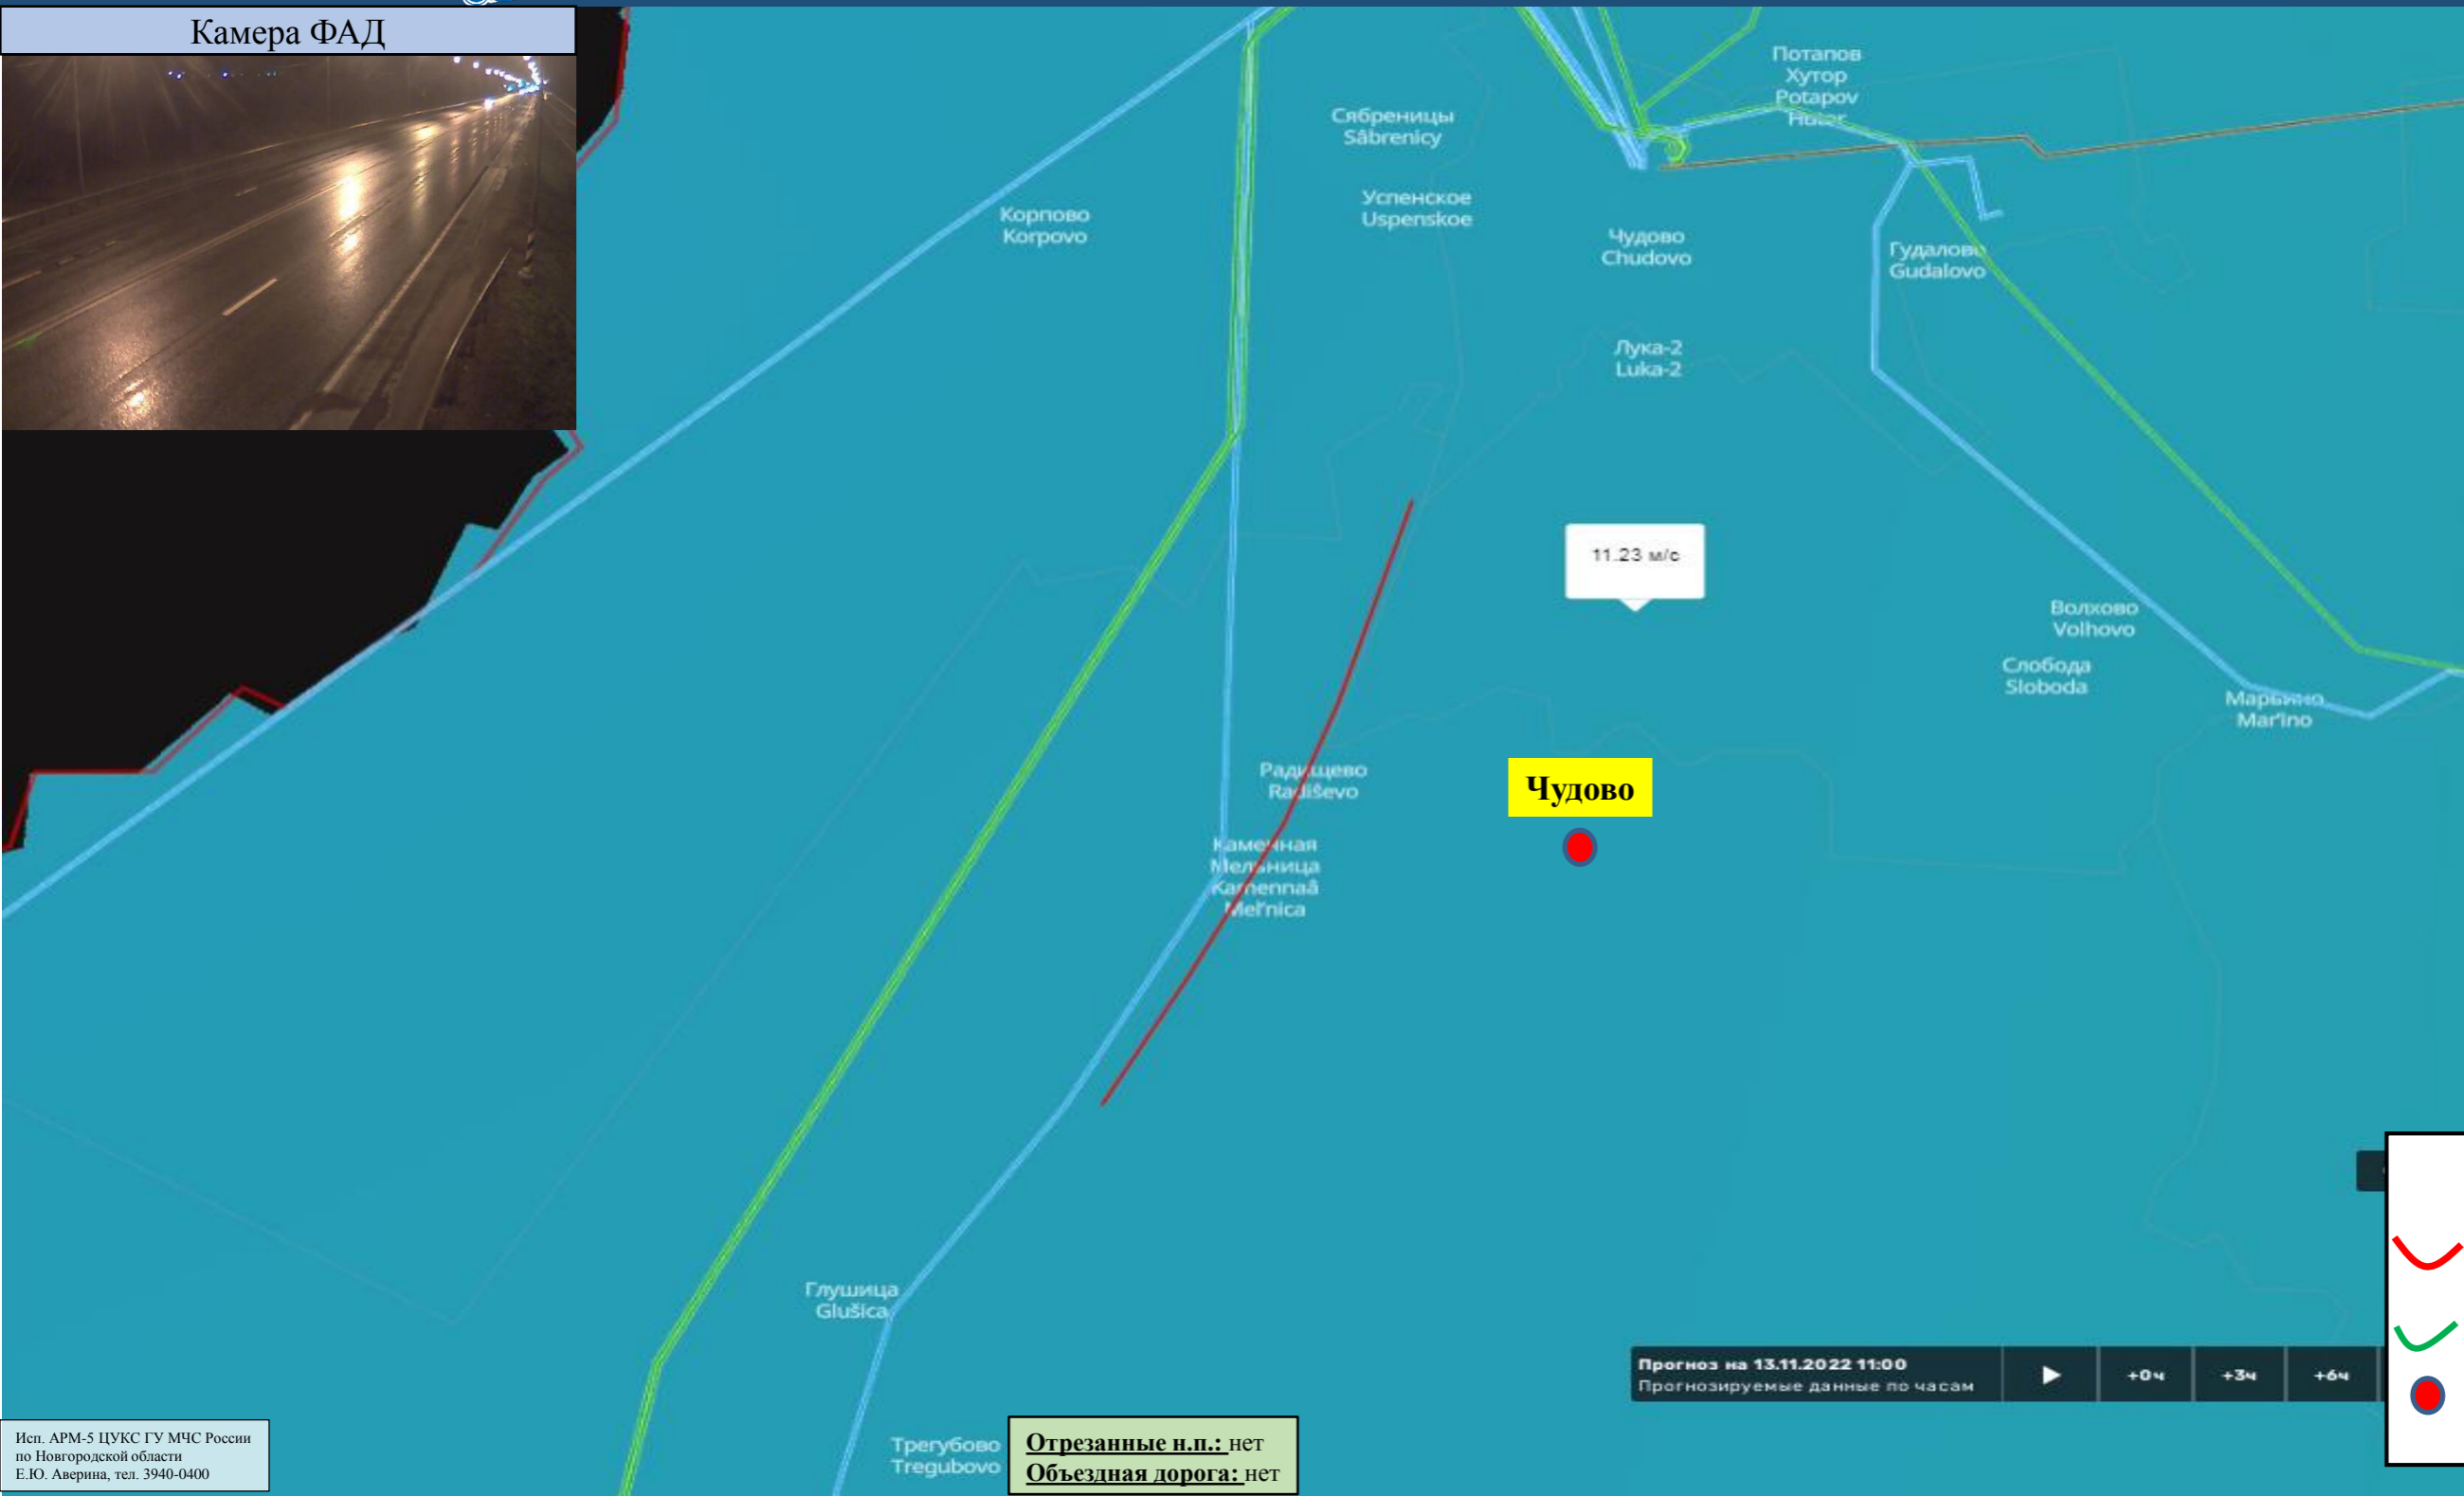 Камера ФАД
Потапов
Хутор
Potapov
Hutor
Сябреницы
Sâbrenicy
Успенское
Uspenskoe
Корпово
Korpovo
Чудово
Chudovo
Гудалово
Gudalovo
Лука-2
Luka-2
11.23 м/с
Волхово
Volhovo
Слобода
Sloboda
Марьино
Mar'ino
Радищево
Radiševo
Чудово
Каменная
Мельница
Kamennaâ
Mel'nica
Глушица
Glušica
Прогноз на 13.11.2022 11:00
Прогнозируемые данные по часам
+0ч
+3ч
+6ч
Трегубово
Tregubovo
Отрезанные н.п.: нет
Объездная дорога: нет
Исп. АРМ-5 ЦУКС ГУ МЧС России
по Новгородской области
Е.Ю. Аверина, тел. 3940-0400